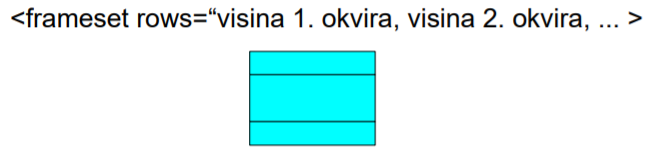 <frameset rows=“visina 1. okvira, visina 2. okvira, ... >